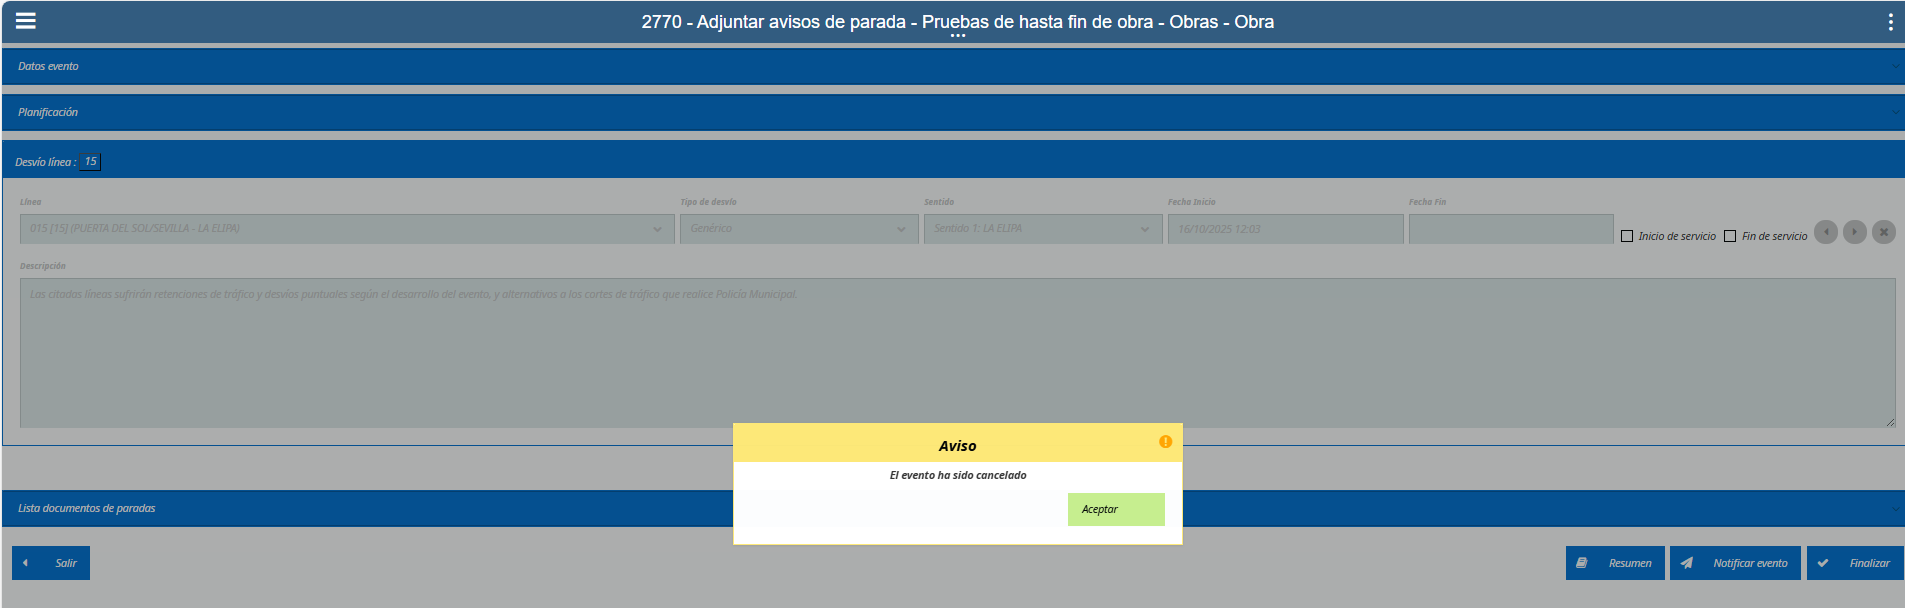 2770 - Adjuntar avisos de parada - Pruebas de hasta fin de obra - Obras - Obra
Datos evento
Planificación
Desvío línea : 15
Línea Tipo de desvío Sentido Fecha Inicio Fecha Fin
015 [15] (PUERTA DEL SOL/SEVILLA - LA ELIPA) Genérico Sentido 1: LA ELIPA 16/10/2025 12:03 Inicio de servicio Fin de servicio
Descripción
Las citadas líneas sufrirán retenciones de tráfico y desvíos puntuales según el desarrollo del evento, y alternativos a los cortes de tráfico que realice Policía Municipal.
Aviso
El evento ha sido cancelado
Aceptar
Lista documentos de paradas
Salir Resumen Notificar evento Finalizar